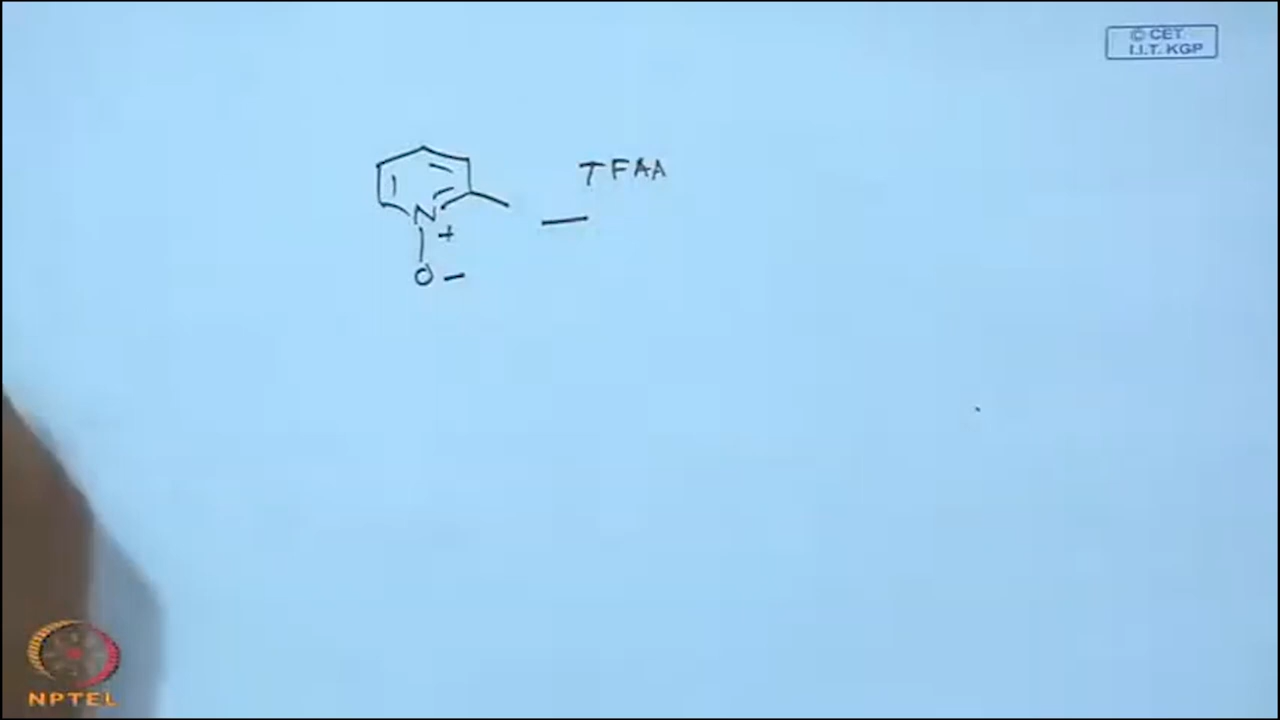 © CET
I.I.T. KGP
TFAA
N
+
O −
NPTEL